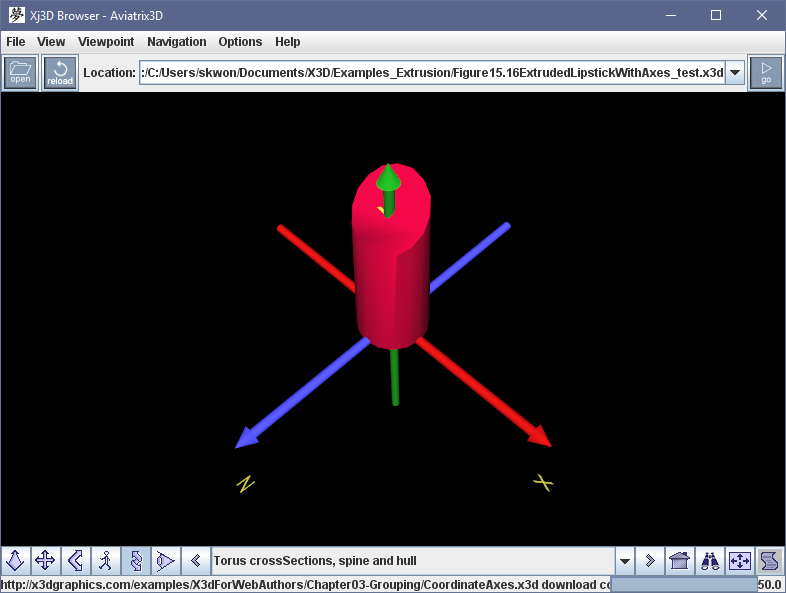 夢 Xj3D Browser - Aviatrix3D
File View Viewpoint Navigation Options Help
open reload Location: :/C:/Users/skwon/Documents/X3D/Examples_Extrusion/Figure15.16ExtrudedLipstickWithAxes_test.x3d go
Z X
Torus crossSections, spine and hull
http://x3dgraphics.com/examples/X3dForWebAuthors/Chapter03-Grouping/CoordinateAxes.x3d download co 50.0